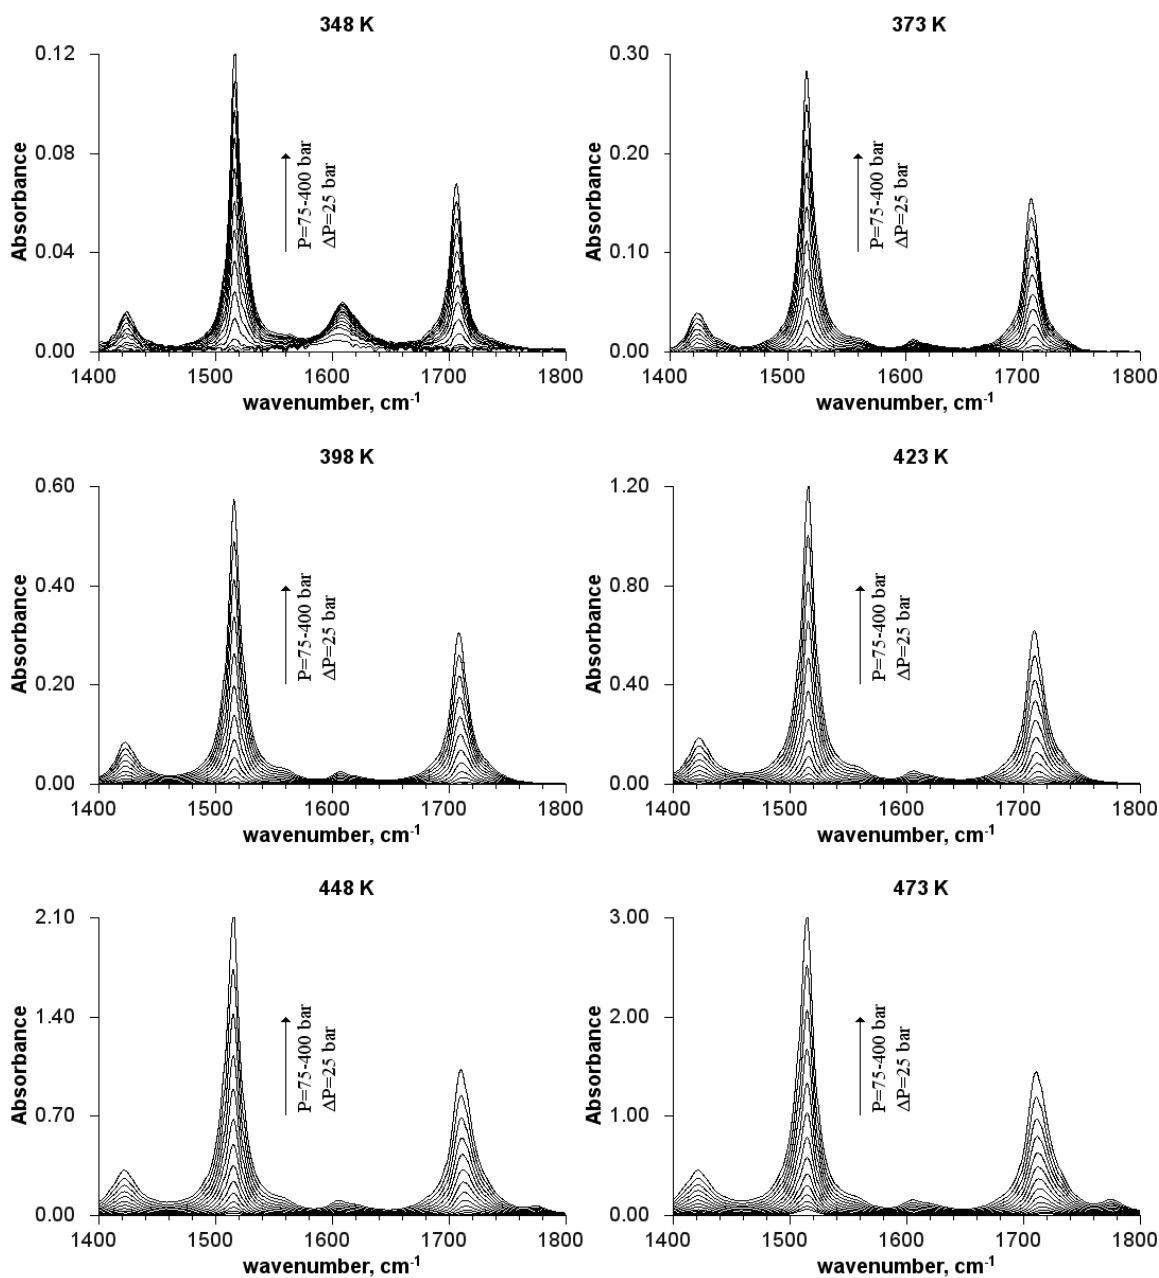 348 K
0.12
0.08
0.04
0.00
Absorbance
P=75-400 bar
ΔP=25 bar
1400 1500 1600 1700 1800
wavenumber, cm-1
373 K
0.30
0.20
0.10
0.00
Absorbance
P=75-400 bar
ΔP=25 bar
1400 1500 1600 1700 1800
wavenumber, cm-1
398 K
0.60
0.40
0.20
0.00
Absorbance
P=75-400 bar
ΔP=25 bar
1400 1500 1600 1700 1800
wavenumber, cm-1
423 K
1.20
0.80
0.40
0.00
Absorbance
P=75-400 bar
ΔP=25 bar
1400 1500 1600 1700 1800
wavenumber, cm-1
448 K
2.10
1.40
0.70
0.00
Absorbance
P=75-400 bar
ΔP=25 bar
1400 1500 1600 1700 1800
wavenumber, cm-1
473 K
3.00
2.00
1.00
0.00
Absorbance
P=75-400 bar
ΔP=25 bar
1400 1500 1600 1700 1800
wavenumber, cm-1